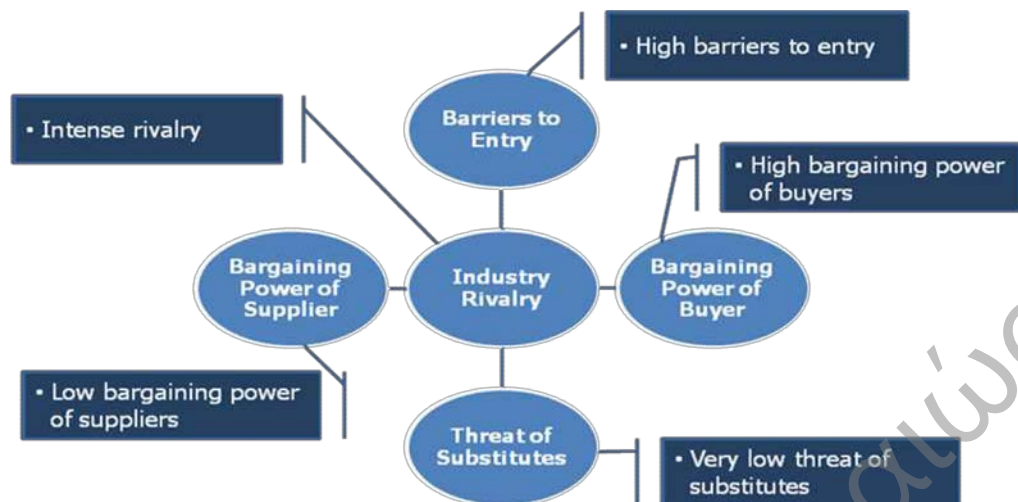 • High barriers to entry
Barriers to
Entry
• Intense rivalry
• High bargaining power
of buyers
Bargaining
Power of
Supplier
Industry
Rivalry
Bargaining
Power of
Buyer
• Low bargaining power
of suppliers
Threat of
Substitutes
• Very low threat of
substitutes